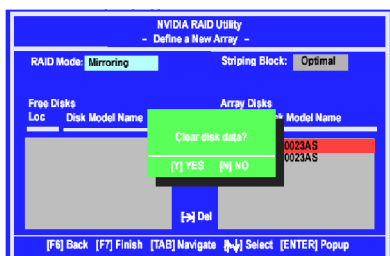 NVIDIA RAID Utility
- Define a New Array -
RAID Mode: Mirroring Striping Block: Optimal
Free Disks Array Disks
Loc Disk Model Name Model Name
Clear disk data?
[Y] YES [N] NO
0023AS
0023AS
[→] Del
[F6] Back [F7] Finish [TAB] Navigate [↑↓] Select [ENTER] Popup